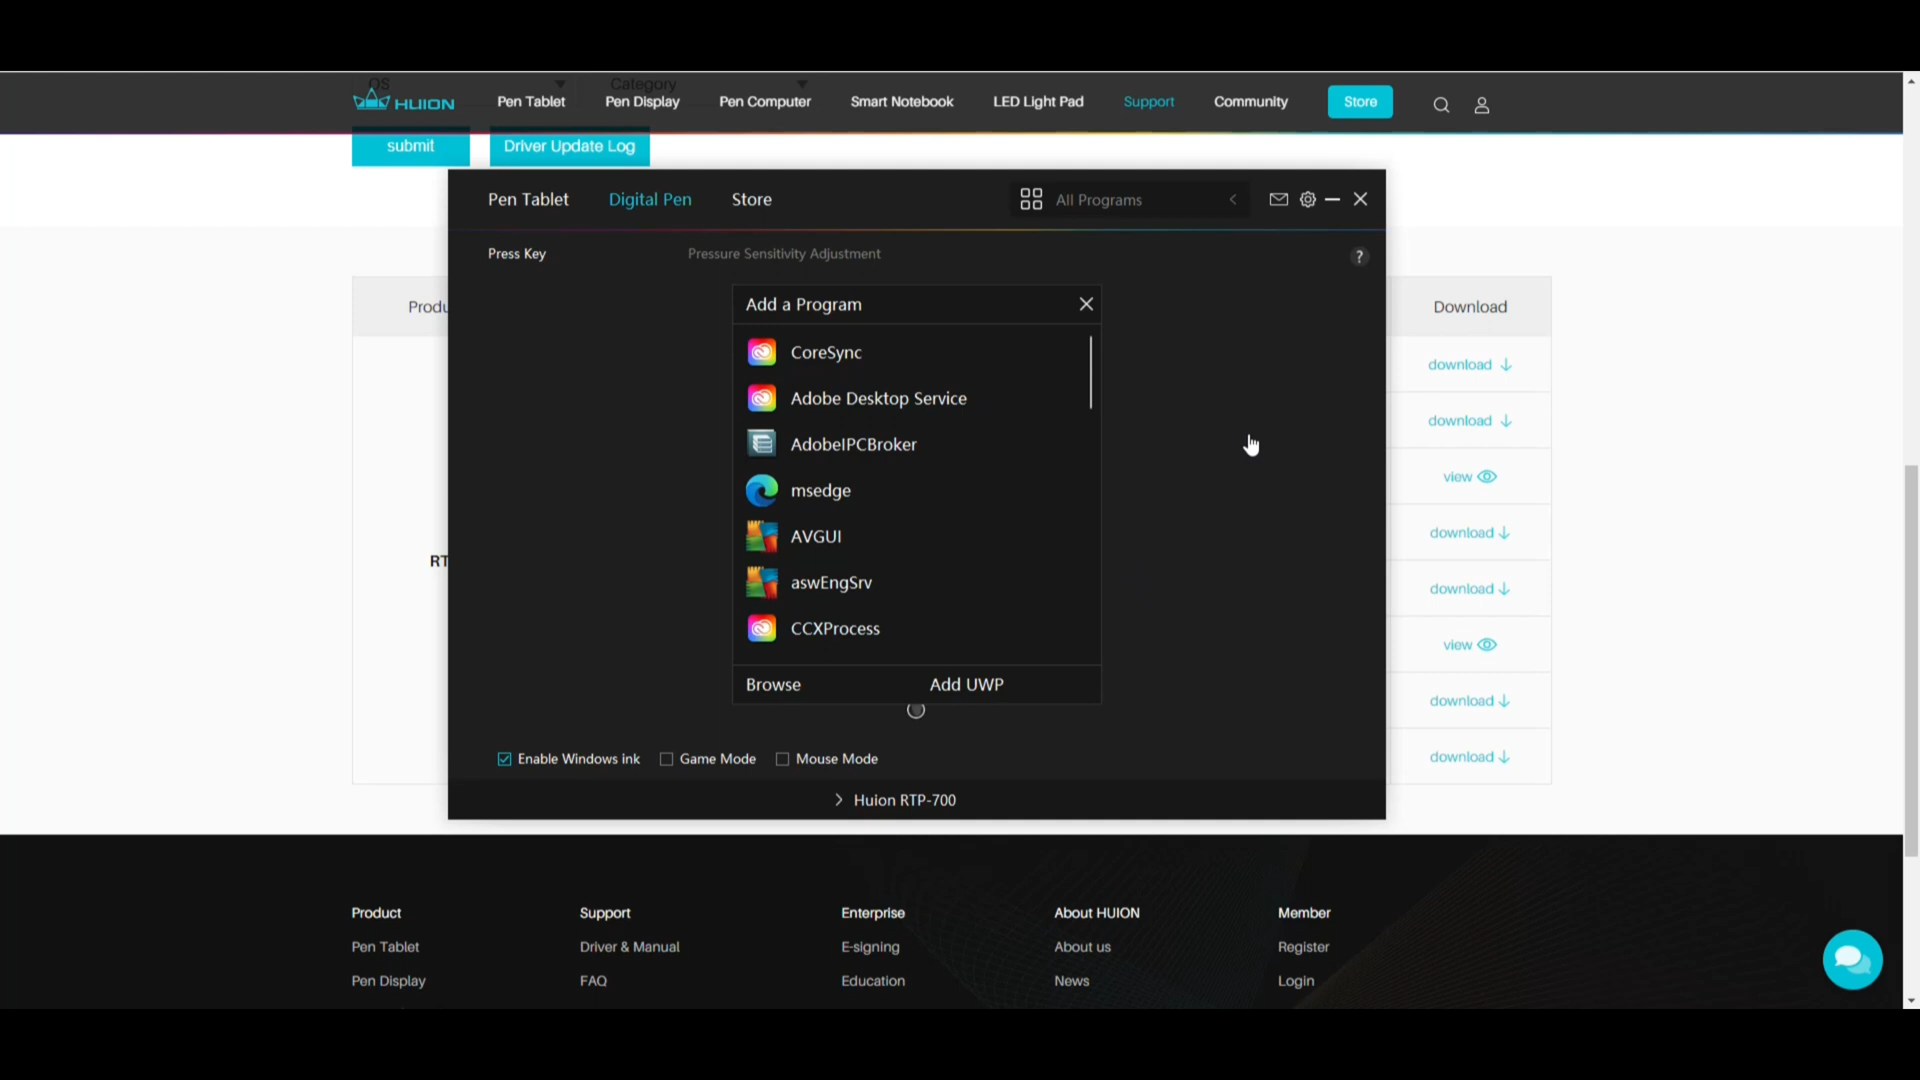 OS
Category
HUION
Pen Tablet
Pen Display
Pen Computer
Smart Notebook
LED Light Pad
Support
Community
Store
submit
Driver Update Log
Pen Tablet
Digital Pen
Store
All Programs
Press Key
Pressure Sensitivity Adjustment
?
Add a Program
Produ
Download
CoreSync
download
Adobe Desktop Service
download
AdobeIPCBroker
view
msedge
AVGUI
download
RT
aswEngSrv
download
CCXProcess
view
Browse
Add UWP
download
Enable Windows ink
Game Mode
Mouse Mode
download
Huion RTP-700
Product
Support
Enterprise
About HUION
Member
Pen Tablet
Driver & Manual
E-signing
About us
Register
Pen Display
FAQ
Education
News
Login